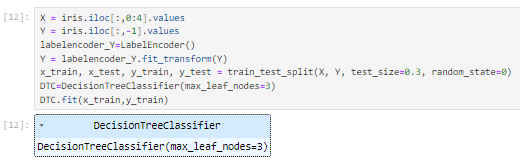 [12]: X = iris.iloc[:,0:4].values
Y = iris.iloc[:,-1].values
labelencoder_Y=LabelEncoder()
Y = labelencoder_Y.fit_transform(Y)
x_train, x_test, y_train, y_test = train_test_split(X, Y, test_size=0.3, random_state=0)
DTC=DecisionTreeClassifier(max_leaf_nodes=3)
DTC.fit(x_train,y_train)
[12]: DecisionTreeClassifier
DecisionTreeClassifier(max_leaf_nodes=3)